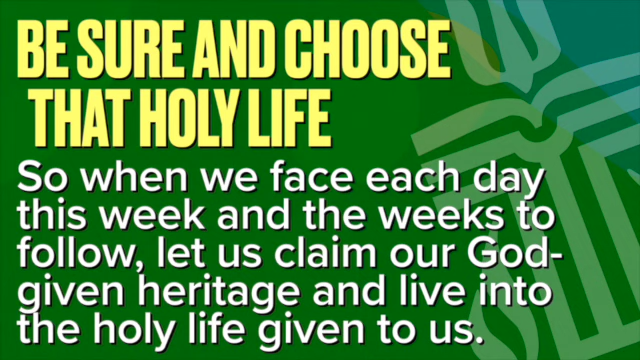 BE SURE AND CHOOSE
THAT HOLY LIFE
So when we face each day
this week and the weeks to
follow, let us claim our God-
given heritage and live into
the holy life given to us.